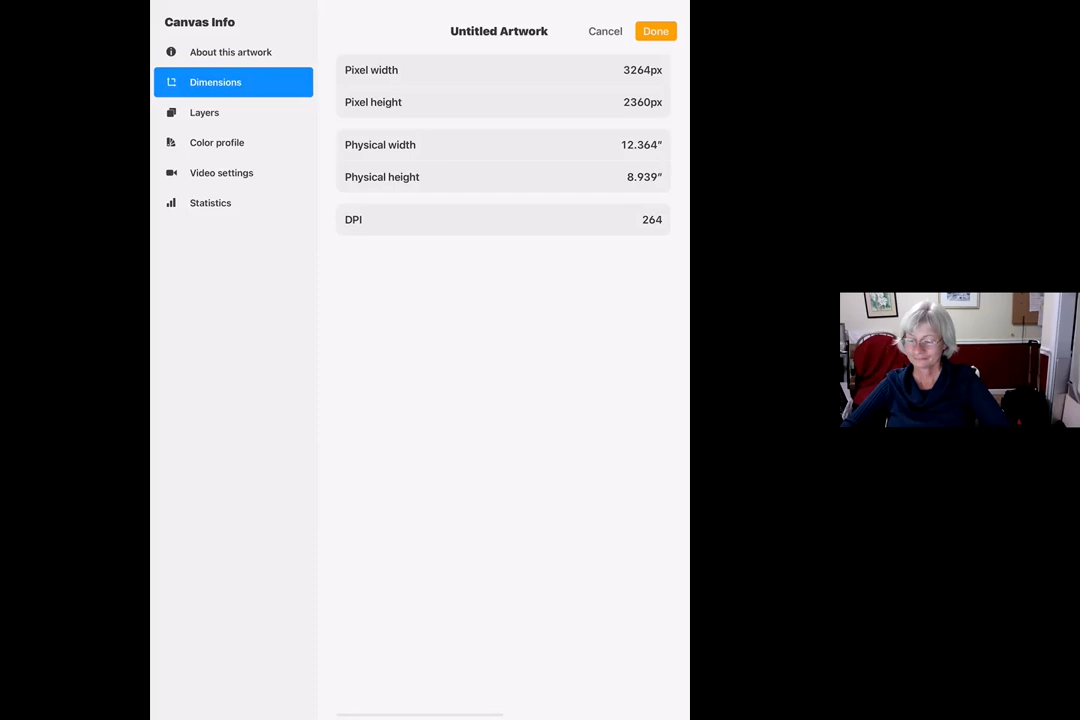 Canvas Info
About this artwork
Dimensions
Layers
Color profile
Video settings
Statistics
Untitled Artwork
Cancel
Done
Pixel width 3264px
Pixel height 2360px
Physical width 12.364"
Physical height 8.939"
DPI 264